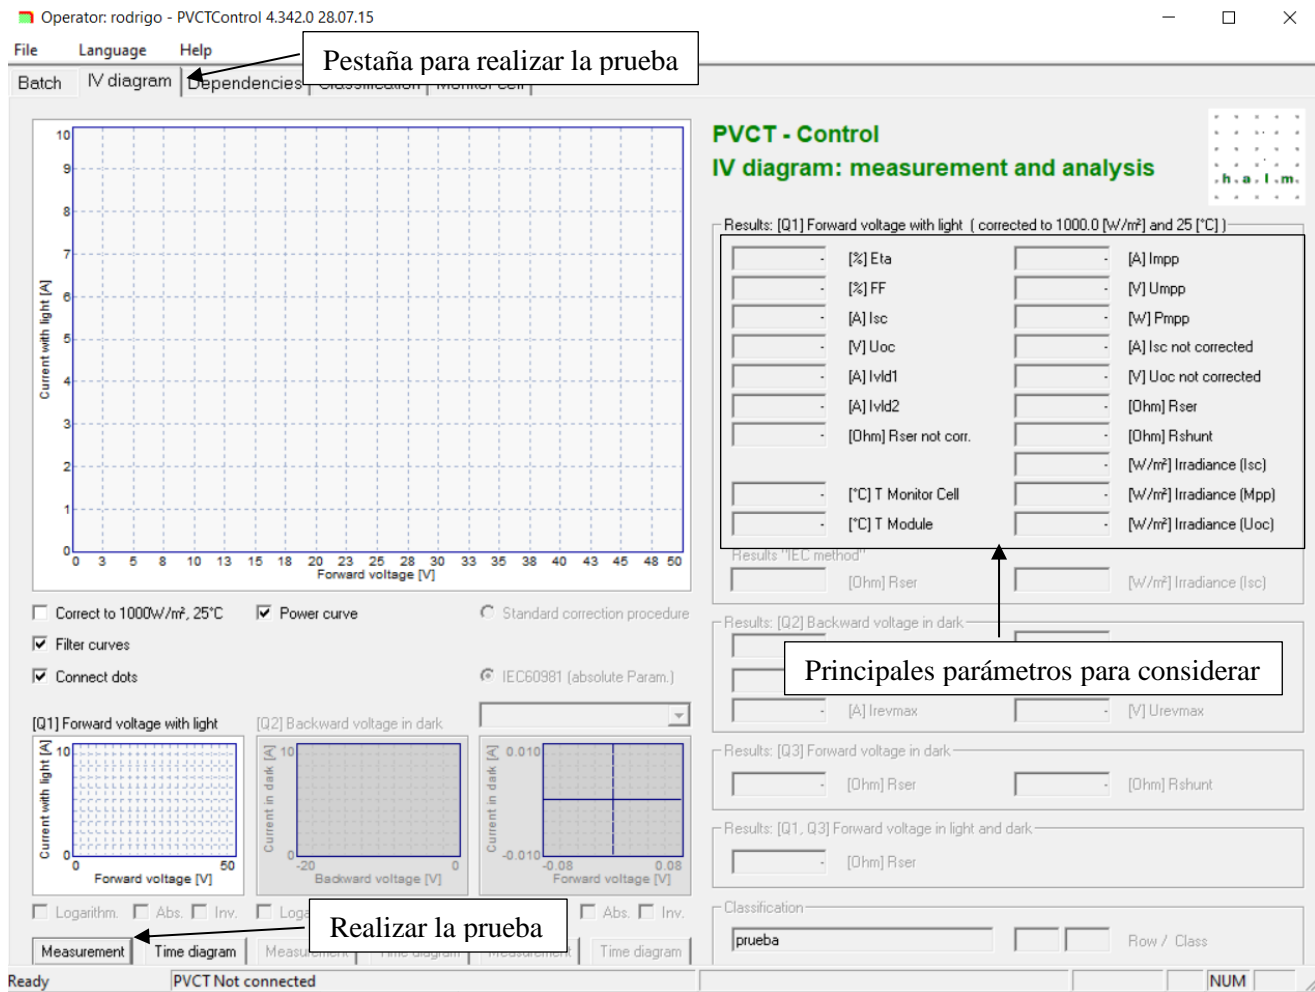 Operator: rodrigo - PVCTControl 4.342.0 28.07.15
File Language Help
Pestaña para realizar la prueba
Batch IV diagram Dependencies Classification Monitor cell
PVCT - Control
IV diagram: measurement and analysis
.h.a.l.m.
Current with light [A]
10
9
8
7
6
5
4
3
2
1
0
0 3 5 8 10 13 15 18 20 23 25 28 30 33 35 38 40 43 45 48 50
Forward voltage [V]
Results: [Q1] Forward voltage with light ( corrected to 1000.0 [W/m²] and 25 [°C] )
- [%] Eta - [A] Impp
- [%] FF - [V] Umpp
- [A] Isc - [W] Pmpp
- [V] Uoc - [A] Isc not corrected
- [A] Ivld1 - [V] Uoc not corrected
- [A] Ivld2 - [Ohm] Rser
- [Ohm] Rser not corr. - [Ohm] Rshunt
- [W/m²] Irradiance (Isc)
- [°C] T Monitor Cell - [W/m²] Irradiance (Mpp)
- [°C] T Module - [W/m²] Irradiance (Uoc)
Results "IEC method"
- [Ohm] Rser - [W/m²] Irradiance (Isc)
Correct to 1000W/m², 25°C Power curve Standard correction procedure
Filter curves
Connect dots IEC60981 (absolute Param.)
Results: [Q2] Backward voltage in dark
Principales parámetros para considerar
- [A] Irevmax - [V] Urevmax
[Q1] Forward voltage with light [Q2] Backward voltage in dark
Current with light [A]
10
0
0 50
Forward voltage [V]
Current in dark [A]
10
0
-20 0
Backward voltage [V]
Current in dark [A]
0.010
-0.010
-0.08 0.08
Forward voltage [V]
Results: [Q3] Forward voltage in dark
- [Ohm] Rser - [Ohm] Rshunt
Results: [Q1, Q3] Forward voltage in light and dark
- [Ohm] Rser
Logarithm. Abs. Inv. Abs. Inv.
Realizar la prueba
Measurement Time diagram Time diagram
Classification
prueba Row / Class
Ready PVCT Not connected NUM